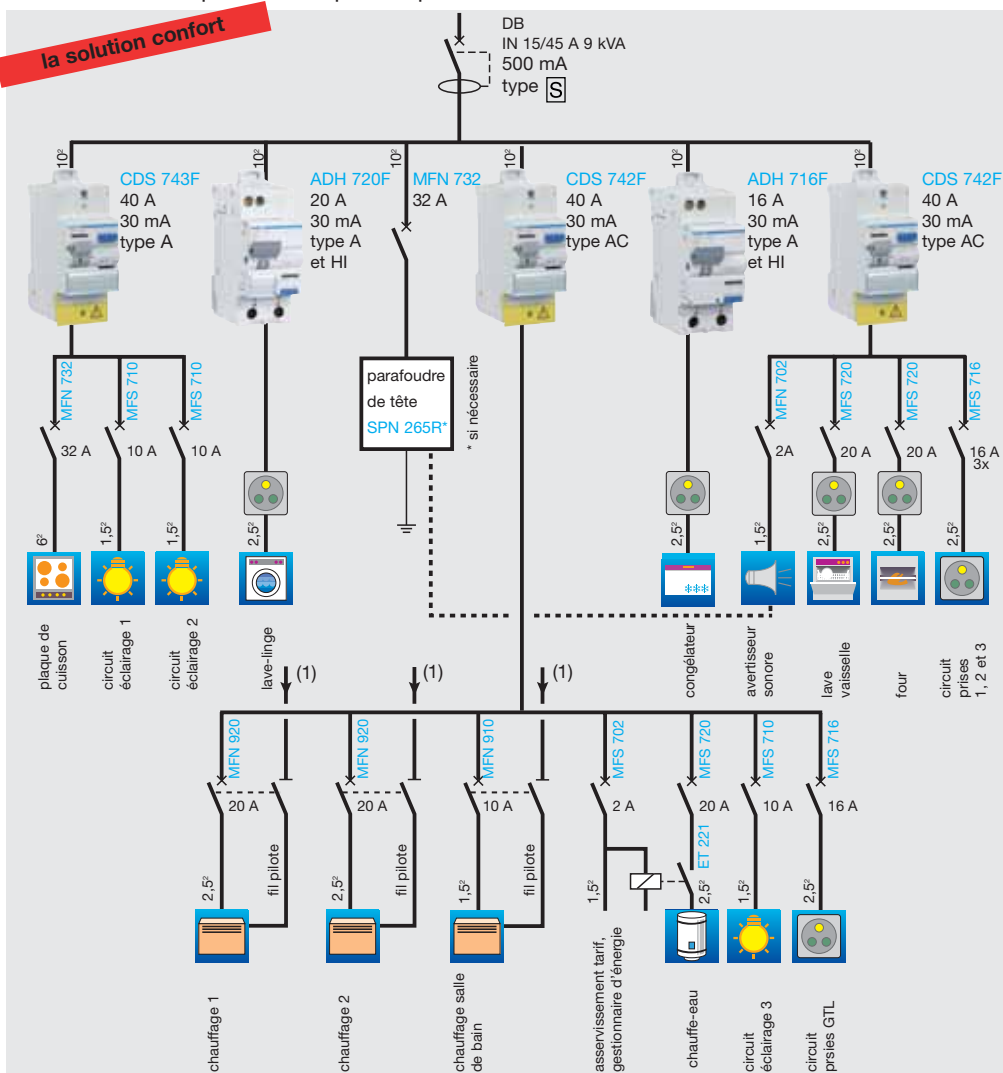 la solution confort
DB
IN 15/45 A 9 kVA
500 mA
type S
10²
10²
10²
10²
10²
10²
CDS 743F
40 A
30 mA
type A
ADH 720F
20 A
30 mA
type A
et HI
MFN 732
32 A
CDS 742F
40 A
30 mA
type AC
ADH 716F
16 A
30 mA
type A
et HI
CDS 742F
40 A
30 mA
type AC
MFN 732
32 A
6²
plaque de
cuisson
MFS 710
10 A
1,5²
circuit
éclairage 1
MFS 710
10 A
1,5²
circuit
éclairage 2
2,5²
lave-linge
parafoudre
de tête
SPN 265R*
* si nécessaire
2,5²
congélateur
MFN 702
2A
1,5²
avertisseur
sonore
MFS 720
20 A
2,5²
lave
vaisselle
MFS 720
20 A
2,5²
four
MFS 716
16 A
3x
2,5²
circuit
prises
1, 2 et 3
(1)
(1)
(1)
MFN 920
20 A
2,5²
fil pilote
chauffage 1
MFN 920
20 A
2,5²
fil pilote
chauffage 2
MFN 910
10 A
1,5²
fil pilote
chauffage salle
de bain
MFS 702
2 A
1,5²
asservissement tarif,
gestionnaire d'énergie
MFS 720
20 A
ET 221
2,5²
chauffe-eau
MFS 710
10 A
1,5²
circuit
éclairage 3
MFS 716
16 A
2,5²
circuit
prsies GTL